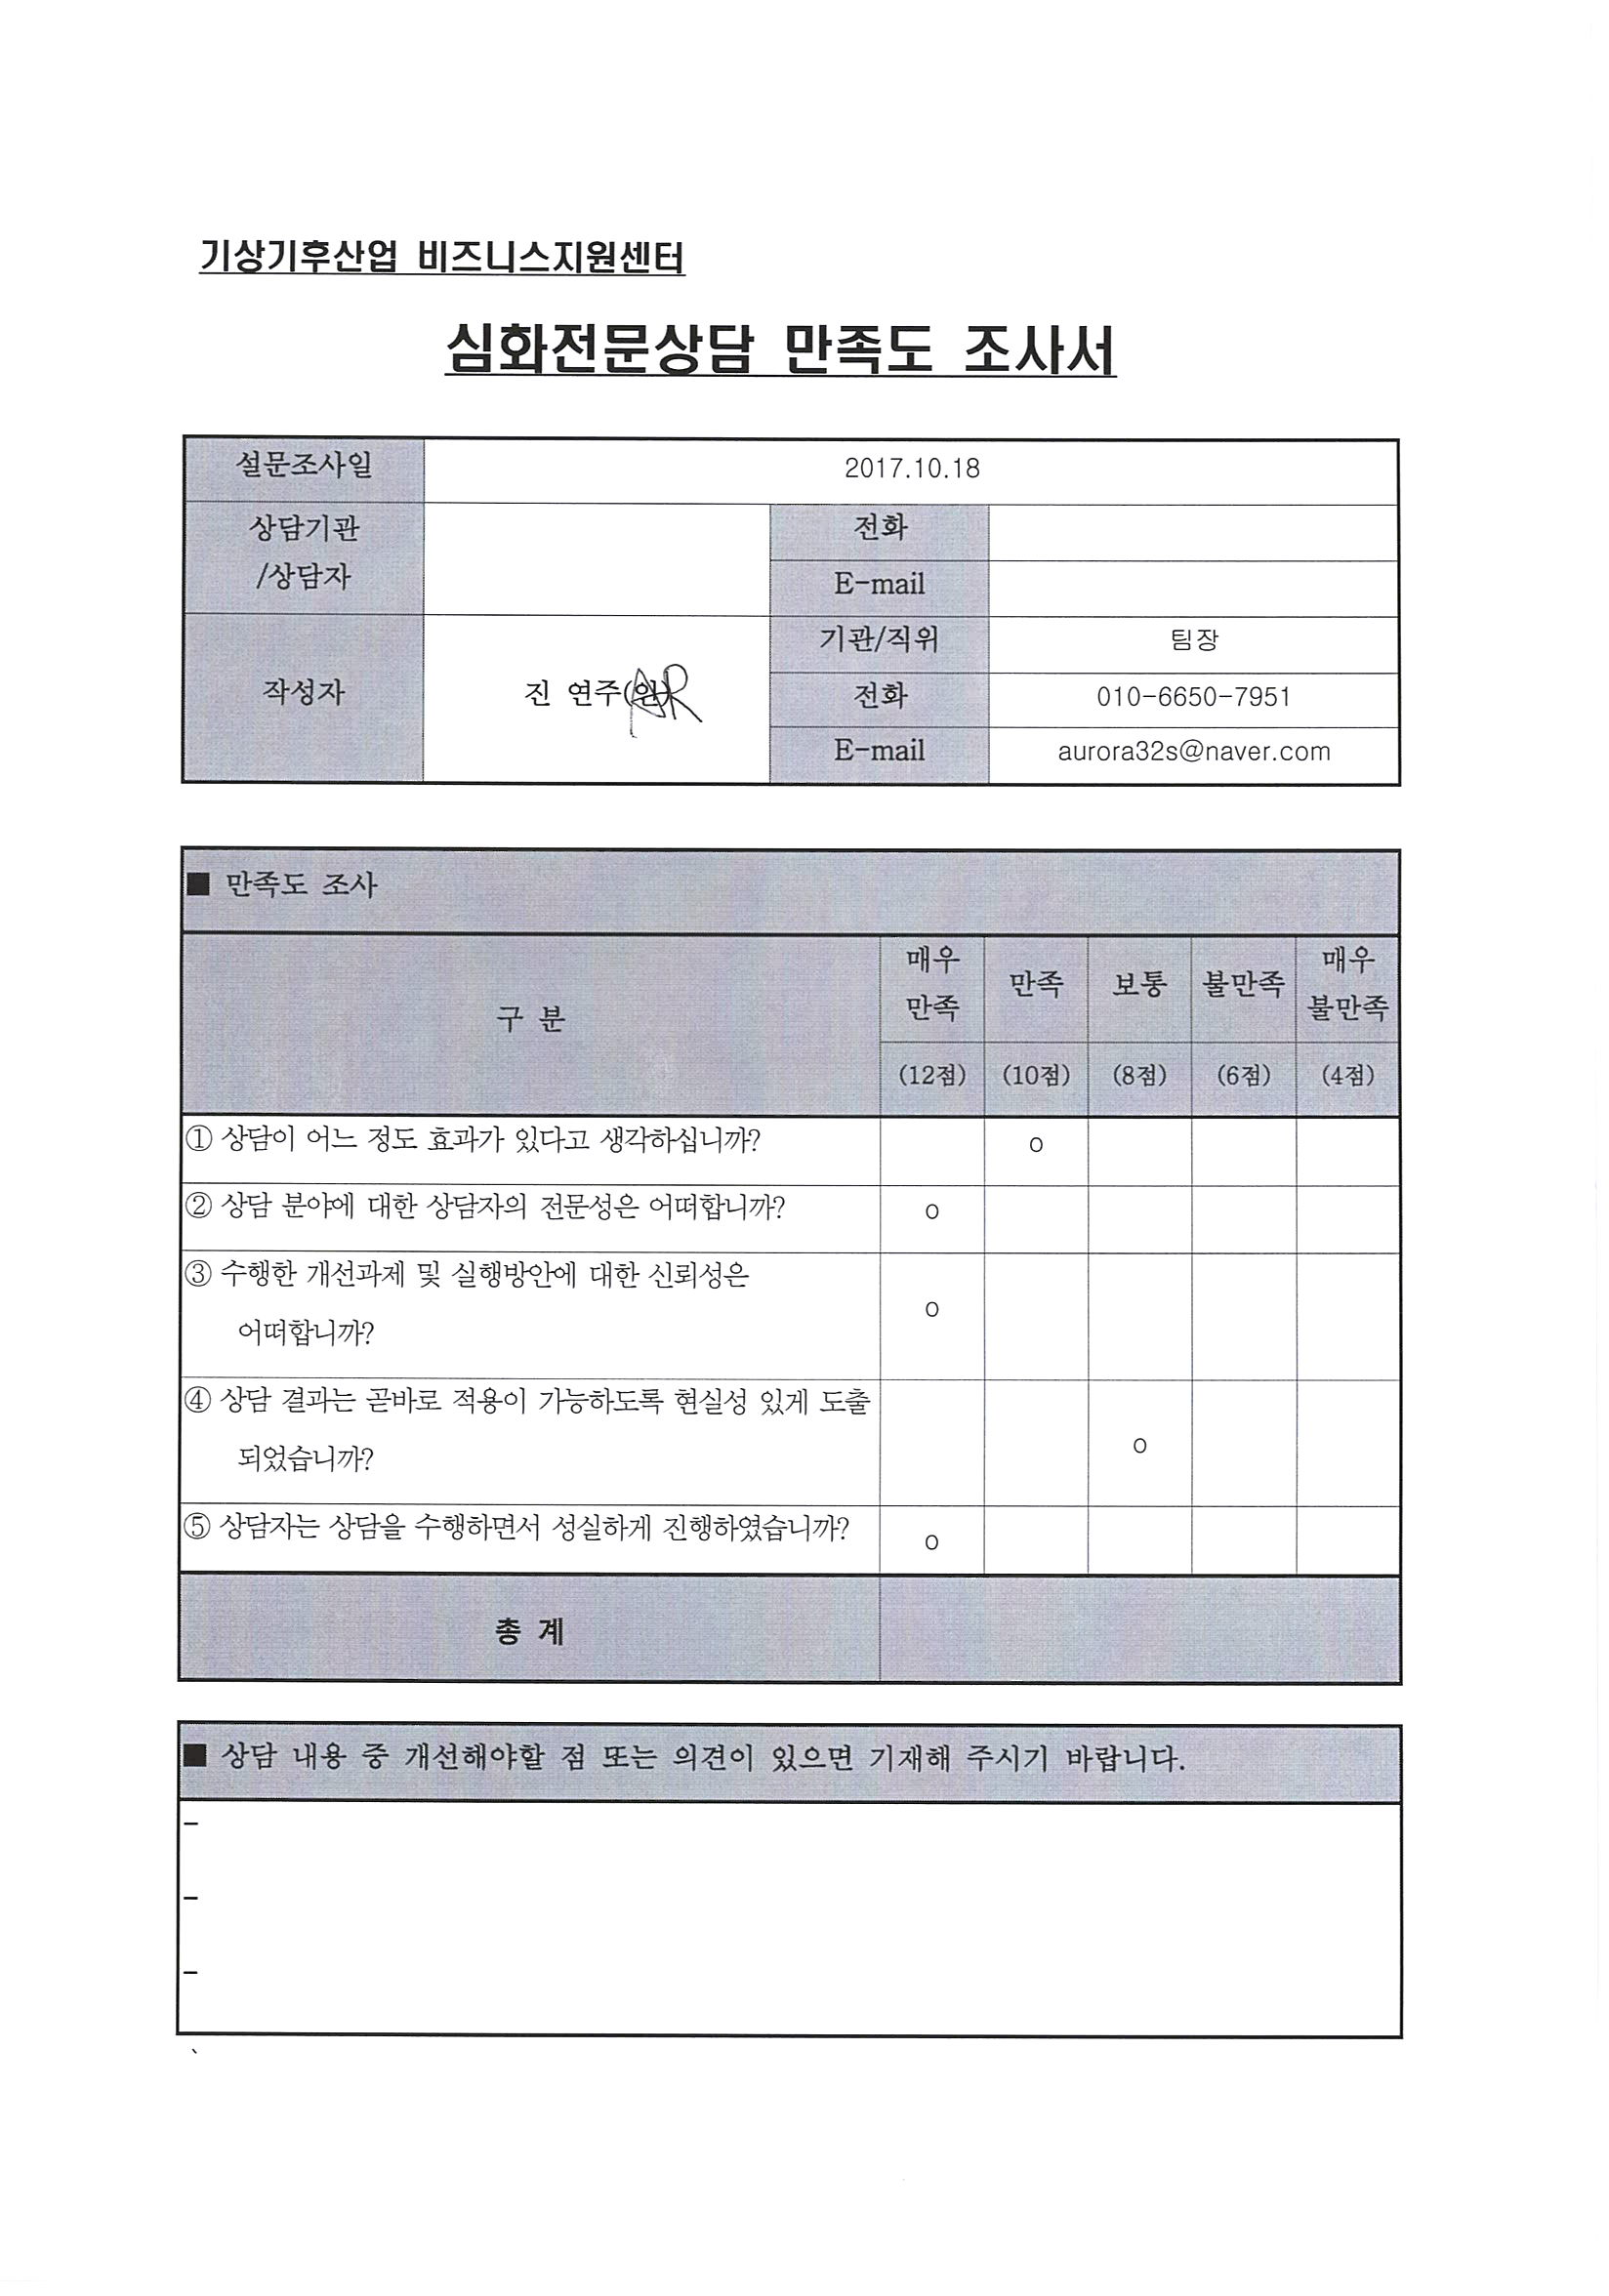 기상기후산업 비즈니스지원센터
심화전문상담 만족도 조사서
설문조사일 2017.10.18
상담기관 전화
/상담자 E-mail
작성자 진 연주(인) 기관/직위 팀장
전화 010-6650-7951
E-mail aurora32s@naver.com
■ 만족도 조사
구 분 매우 만족 만족 보통 불만족 매우 불만족
(12점) (10점) (8점) (6점) (4점)
① 상담이 어느 정도 효과가 있다고 생각하십니까? o
② 상담 분야에 대한 상담자의 전문성은 어떠합니까? o
③ 수행한 개선과제 및 실행방안에 대한 신뢰성은
어떠합니까? o
④ 상담 결과는 곧바로 적용이 가능하도록 현실성 있게 도출
되었습니까? o
⑤ 상담자는 상담을 수행하면서 성실하게 진행하였습니까? o
총 계
■ 상담 내용 중 개선해야할 점 또는 의견이 있으면 기재해 주시기 바랍니다.
-
-
-